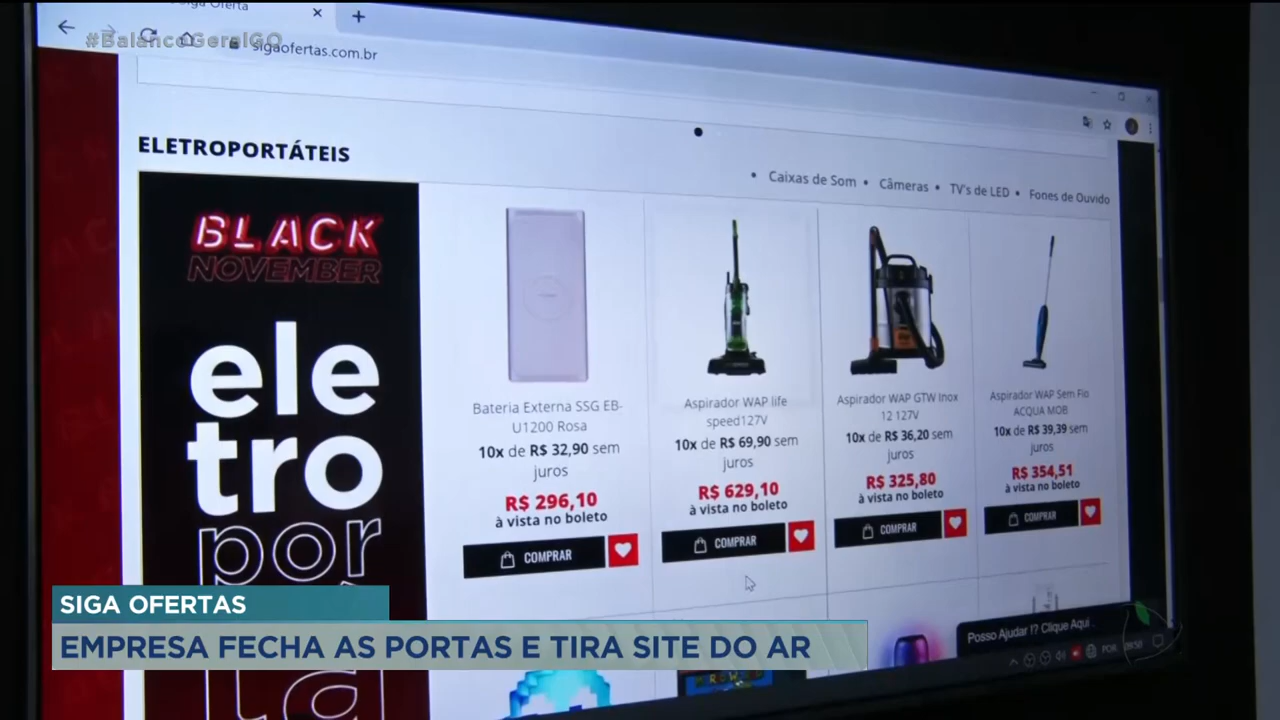 Siga Oferta
#BalançoGeralGO
sigaofertas.com.br
ELETROPORTÁTEIS
• Caixas de Som • Câmeras • TV's de LED • Fones de Ouvido
BLACK
NOVEMBER
ele
tro
por
Bateria Externa SSG EB-
U1200 Rosa
10x de R$ 32,90 sem
juros
R$ 296,10
à vista no boleto
COMPRAR
Aspirador WAP life
speed127V
10x de R$ 69,90 sem
juros
R$ 629,10
à vista no boleto
COMPRAR
Aspirador WAP GTW Inox
12 127V
10x de R$ 36,20 sem
juros
R$ 325,80
à vista no boleto
COMPRAR
Aspirador WAP Sem Fio
ACQUA MOB
10x de R$ 39,39 sem
juros
R$ 354,51
à vista no boleto
COMPRAR
Posso Ajudar !? Clique Aqui .
POR
SIGA OFERTAS
EMPRESA FECHA AS PORTAS E TIRA SITE DO AR